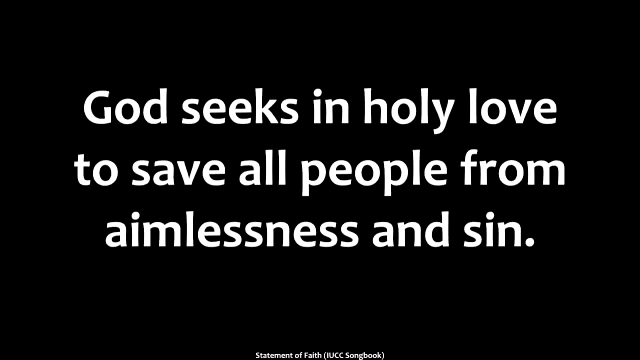 God seeks in holy love
to save all people from
aimlessness and sin.
Statement of Faith (IUCC Songbook)